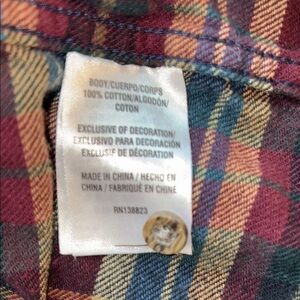 BODY/CUERPO/CORPS
100% COTTON/ALGODÓN/
COTON
EXCLUSIVE OF DECORATION/
EXCLUSIVO PARA DECORACIÓN
EXCLUSIF DE DÉCORATION
MADE IN CHINA / HECHO EN
CHINA / FABRIQUÉ EN CHINE
RN138823